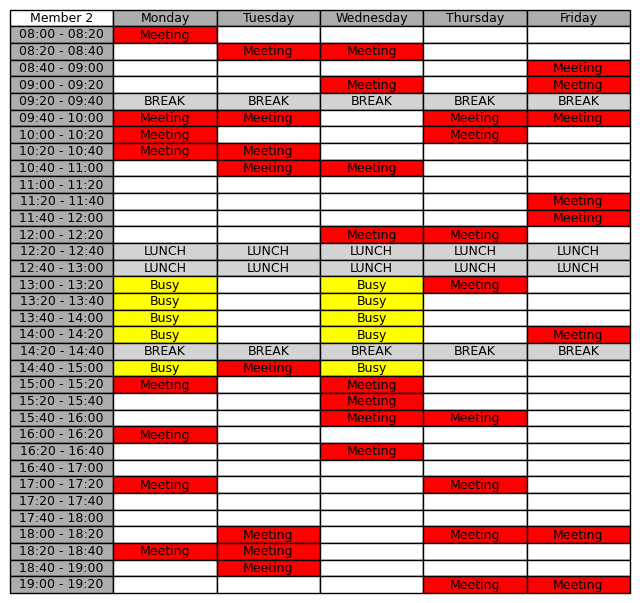 Member 2 Monday Tuesday Wednesday Thursday Friday
08:00 - 08:20 Meeting
08:20 - 08:40 Meeting Meeting
08:40 - 09:00 Meeting
09:00 - 09:20 Meeting Meeting
09:20 - 09:40 BREAK BREAK BREAK BREAK BREAK
09:40 - 10:00 Meeting Meeting Meeting Meeting
10:00 - 10:20 Meeting Meeting
10:20 - 10:40 Meeting Meeting
10:40 - 11:00 Meeting Meeting
11:00 - 11:20
11:20 - 11:40 Meeting
11:40 - 12:00 Meeting
12:00 - 12:20 Meeting Meeting
12:20 - 12:40 LUNCH LUNCH LUNCH LUNCH LUNCH
12:40 - 13:00 LUNCH LUNCH LUNCH LUNCH LUNCH
13:00 - 13:20 Busy Busy Meeting
13:20 - 13:40 Busy Busy
13:40 - 14:00 Busy Busy
14:00 - 14:20 Busy Busy Meeting
14:20 - 14:40 BREAK BREAK BREAK BREAK BREAK
14:40 - 15:00 Busy Meeting Busy
15:00 - 15:20 Meeting Meeting
15:20 - 15:40 Meeting
15:40 - 16:00 Meeting Meeting
16:00 - 16:20 Meeting
16:20 - 16:40 Meeting
16:40 - 17:00
17:00 - 17:20 Meeting Meeting
17:20 - 17:40
17:40 - 18:00
18:00 - 18:20 Meeting Meeting Meeting
18:20 - 18:40 Meeting Meeting
18:40 - 19:00 Meeting
19:00 - 19:20 Meeting Meeting